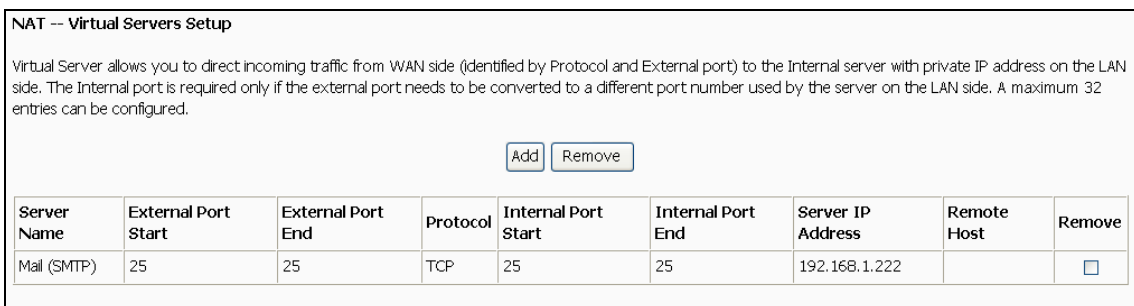 NAT -- Virtual Servers Setup
Virtual Server allows you to direct incoming traffic from WAN side (identified by Protocol and External port) to the Internal server with private IP address on the LAN
side. The Internal port is required only if the external port needs to be converted to a different port number used by the server on the LAN side. A maximum 32
entries can be configured.
Add Remove
Server Name External Port Start External Port End Protocol Internal Port Start Internal Port End Server IP Address Remote Host Remove
Mail (SMTP) 25 25 TCP 25 25 192.168.1.222